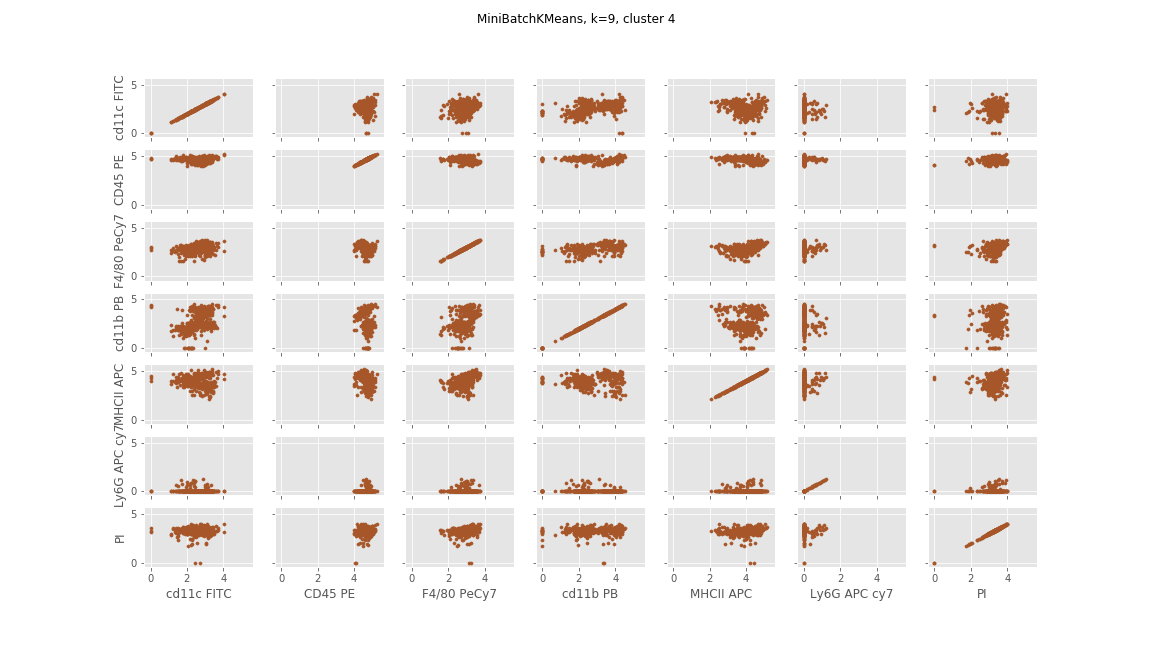 MiniBatchKMeans, k=9, cluster 4
cd11c FITC
5
0
CD45 PE
5
0
F4/80 PeCy7
5
0
cd11b PB
5
0
MHCII APC
5
0
Ly6G APC cy7
5
0
PI
5
0
0 2 4 0 2 4 0 2 4 0 2 4 0 2 4 0 2 4 0 2 4
cd11c FITC CD45 PE F4/80 PeCy7 cd11b PB MHCII APC Ly6G APC cy7 PI